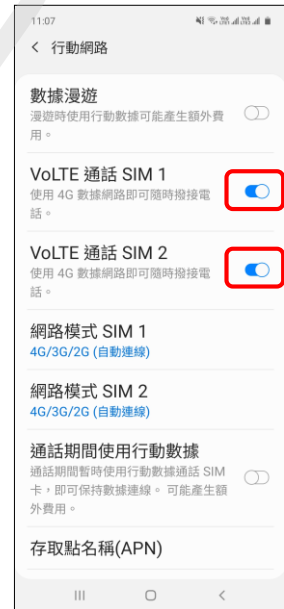 11:07
行動網路
數據漫遊
漫遊時使用行動數據可能產生額外費
用。
VoLTE 通話 SIM 1
使用 4G 數據網路即可隨時撥接電
話。
VoLTE 通話 SIM 2
使用 4G 數據網路即可隨時撥接電
話。
網路模式 SIM 1
4G/3G/2G (自動連線)
網路模式 SIM 2
4G/3G/2G (自動連線)
通話期間使用行動數據
通話期間暫時使用行動數據通話 SIM
卡，即可保持數據連線。 可能產生額
外費用。
存取點名稱(APN)